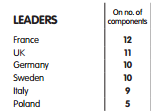 LEADERS On no. of
components
France 12
UK 11
Germany 10
Sweden 10
Italy 9
Poland 5